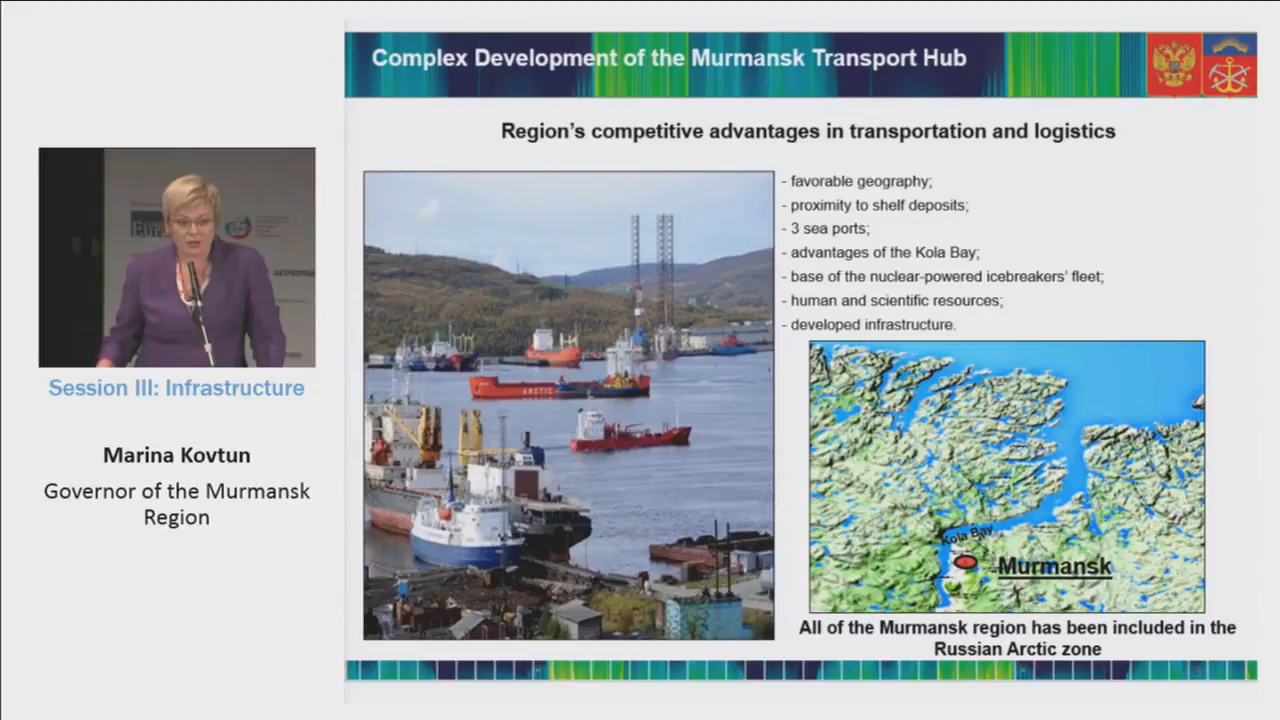 Complex Development of the Murmansk Transport Hub
Region's competitive advantages in transportation and logistics
- favorable geography;
- proximity to shelf deposits;
- 3 sea ports;
- advantages of the Kola Bay;
- base of the nuclear-powered icebreakers' fleet;
- human and scientific resources;
- developed infrastructure.
ARCTIC
Kola Bay
Murmansk
All of the Murmansk region has been included in the
Russian Arctic zone
Session III: Infrastructure
Marina Kovtun
Governor of the Murmansk
Region